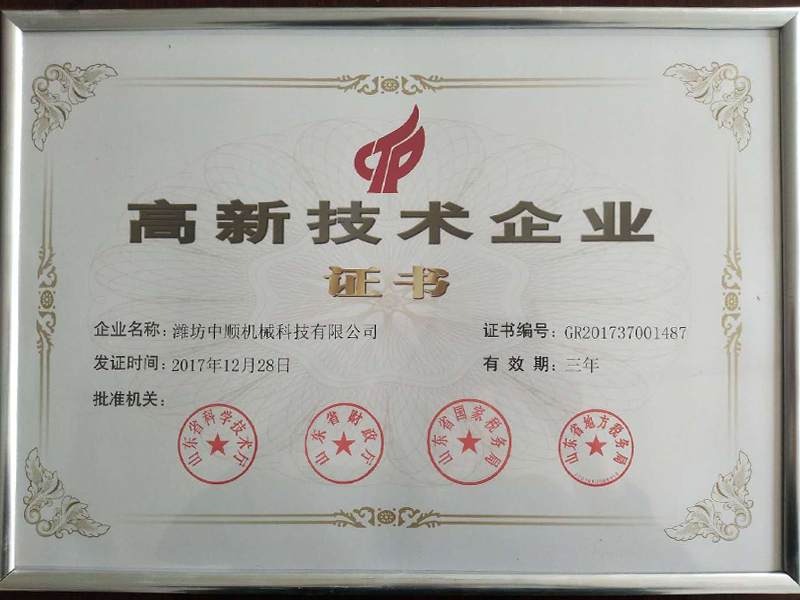 高新技术企业
证书
企业名称：潍坊中顺机械科技有限公司
证书编号：GR201737001487
发证时间：2017年12月28日
有效期：三年
批准机关：
山东省科学技术厅
山东省财政厅
山东省国家税务局
山东省地方税务局